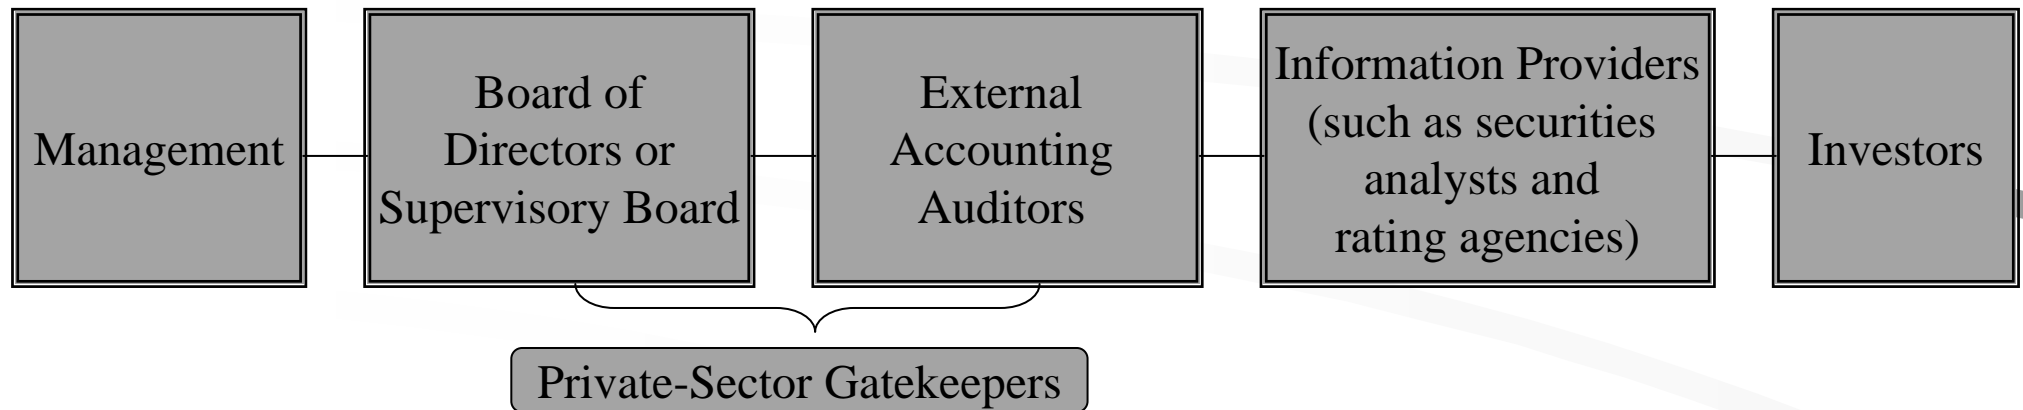 Management
Board of
Directors or
Supervisory Board
External
Accounting
Auditors
Information Providers
(such as securities
analysts and
rating agencies)
Investors
Private-Sector Gatekeepers